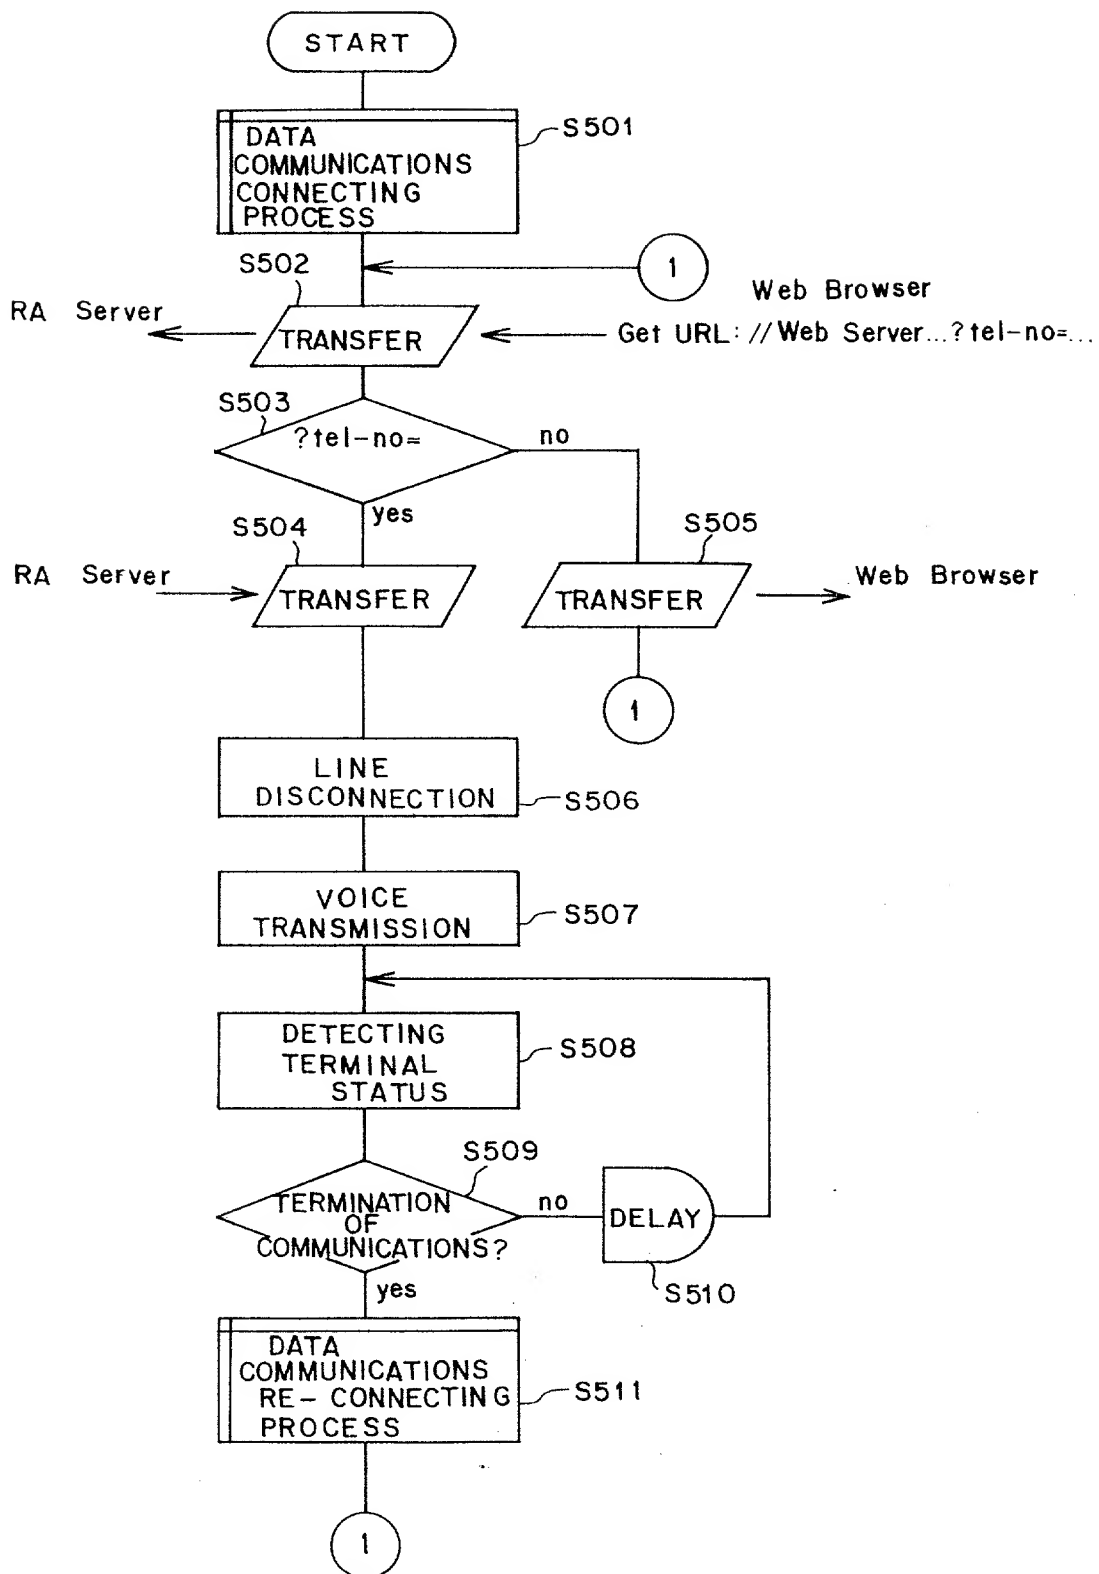 START
DATA
COMMUNICATIONS
CONNECTING
PROCESS
S501
S502
1
Web Browser
RA Server
TRANSFER
Get URL: //Web Server...?tel-no=...
S503
?tel-no=
no
yes
S504
S505
RA Server
TRANSFER
TRANSFER
Web Browser
1
LINE
DISCONNECTION
S506
VOICE
TRANSMISSION
S507
DETECTING
TERMINAL
STATUS
S508
S509
TERMINATION
OF
COMMUNICATIONS?
no
DELAY
S510
yes
DATA
COMMUNICATIONS
RE-CONNECTING
PROCESS
S511
1